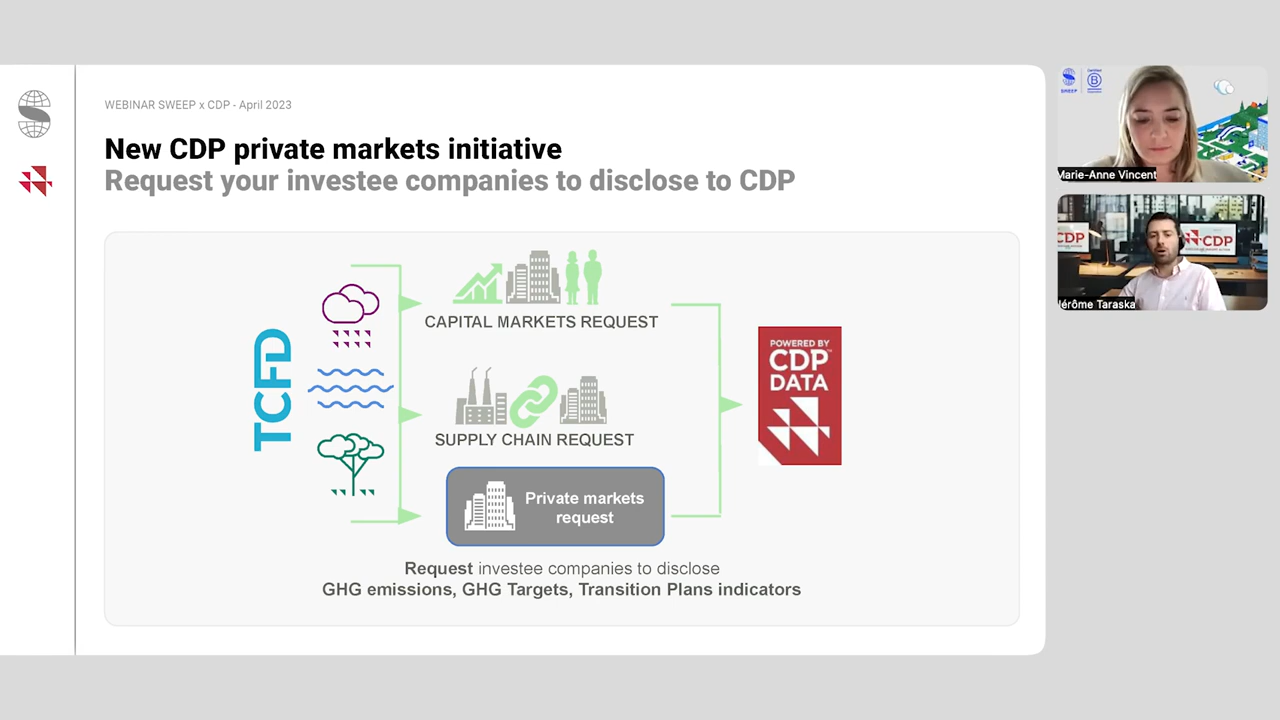 WEBINAR SWEEP x CDP - April 2023
New CDP private markets initiative
Request your investee companies to disclose to CDP
TCFD
CAPITAL MARKETS REQUEST
SUPPLY CHAIN REQUEST
Private markets
request
Request investee companies to disclose
GHG emissions, GHG Targets, Transition Plans indicators
POWERED BY
CDP
DATA
SWEEP
Certified
B
Marie-Anne Vincent
CDP
CDP
Jérôme Taraska